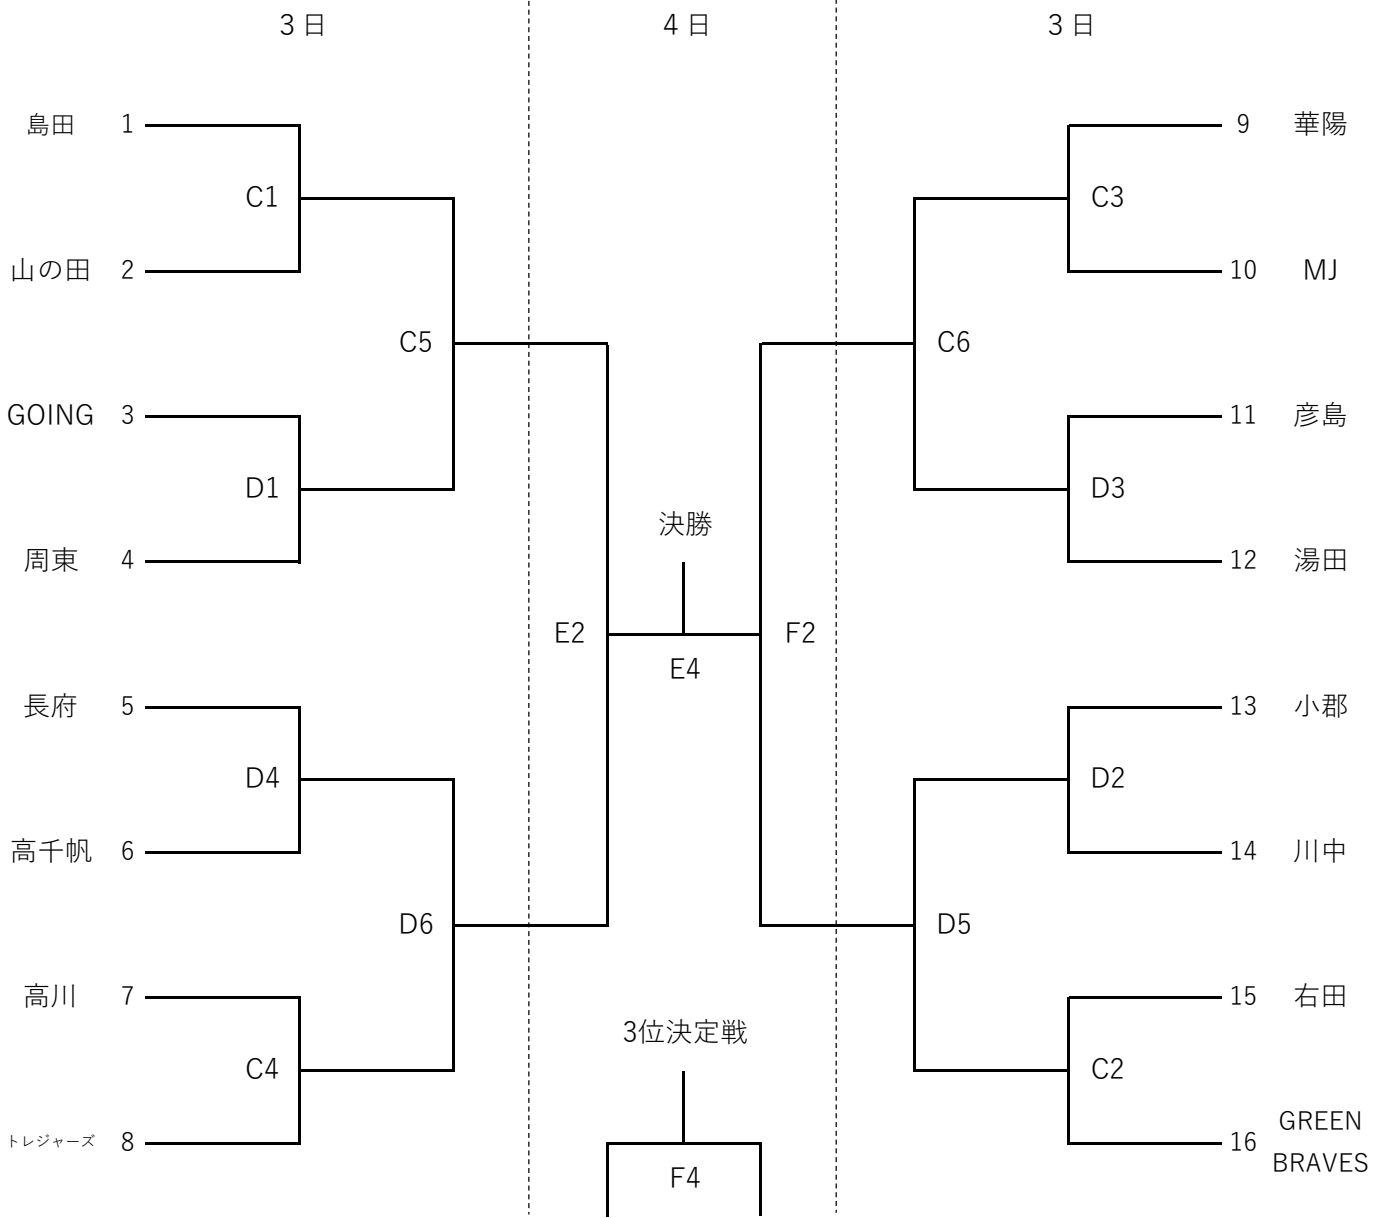 3日 4日 3日
島田 1 9 華陽
C1 C3
山の田 2 10 MJ
C5 C6
GOING 3 11 彦島
D1 D3
決勝
周東 4 12 湯田
E2 F2
E4
長府 5 13 小郡
D4 D2
高千帆 6 14 川中
D6 D5
高川 7 15 右田
3位決定戦
C4 C2
GREEN
トレジャーズ 8 16
BRAVES
F4